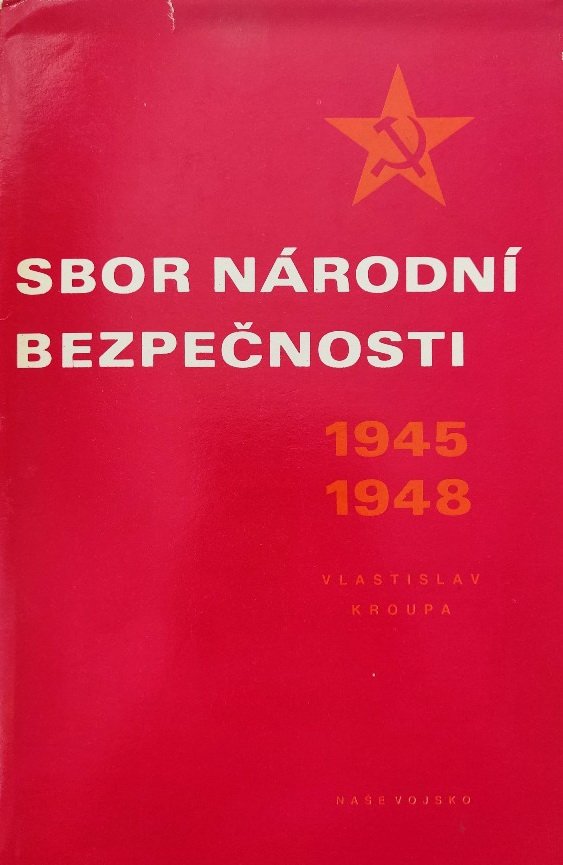 SBOR NÁRODNÍ
BEZPEČNOSTI
1945
1948
VLASTISLAV
KROUPA
NAŠE VOJSKO